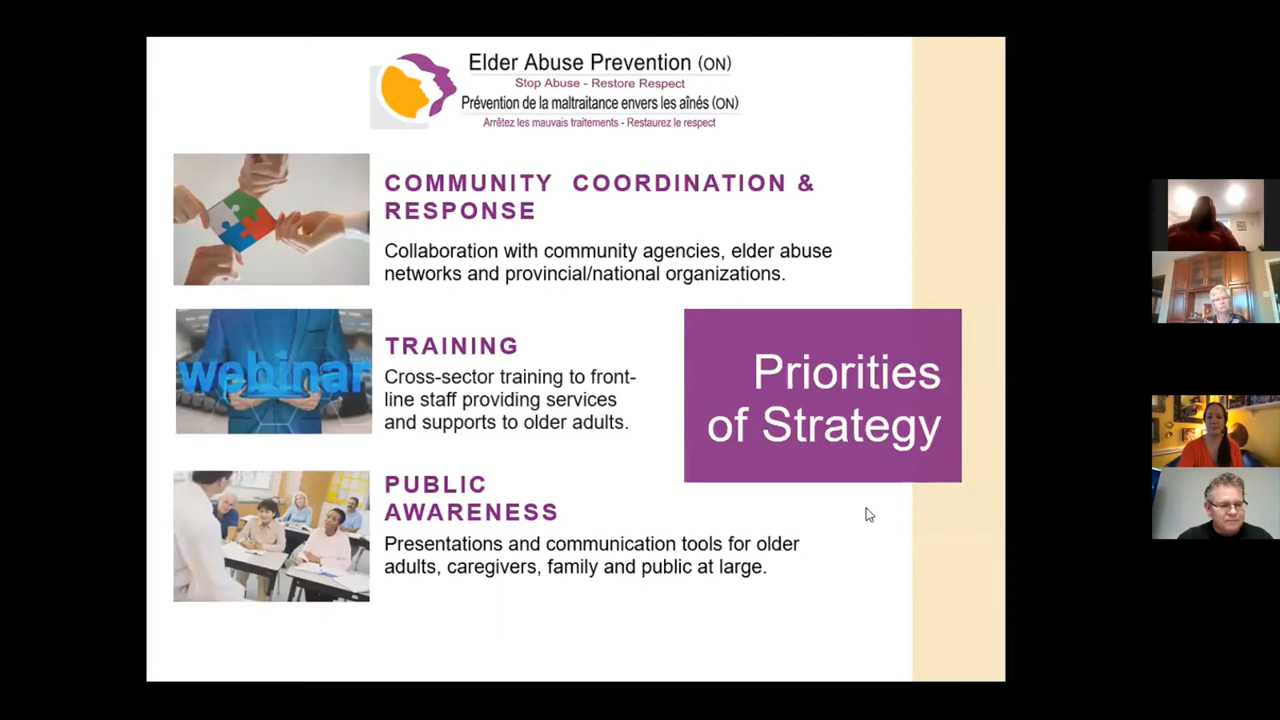 Elder Abuse Prevention (ON)
Stop Abuse - Restore Respect
Prévention de la maltraitance envers les aînés (ON)
Arrêtez les mauvais traitements - Restaurez le respect
COMMUNITY COORDINATION &
RESPONSE
Collaboration with community agencies, elder abuse
networks and provincial/national organizations.
webinar
TRAINING
Cross-sector training to front-
line staff providing services
and supports to older adults.
Priorities
of Strategy
PUBLIC
AWARENESS
Presentations and communication tools for older
adults, caregivers, family and public at large.